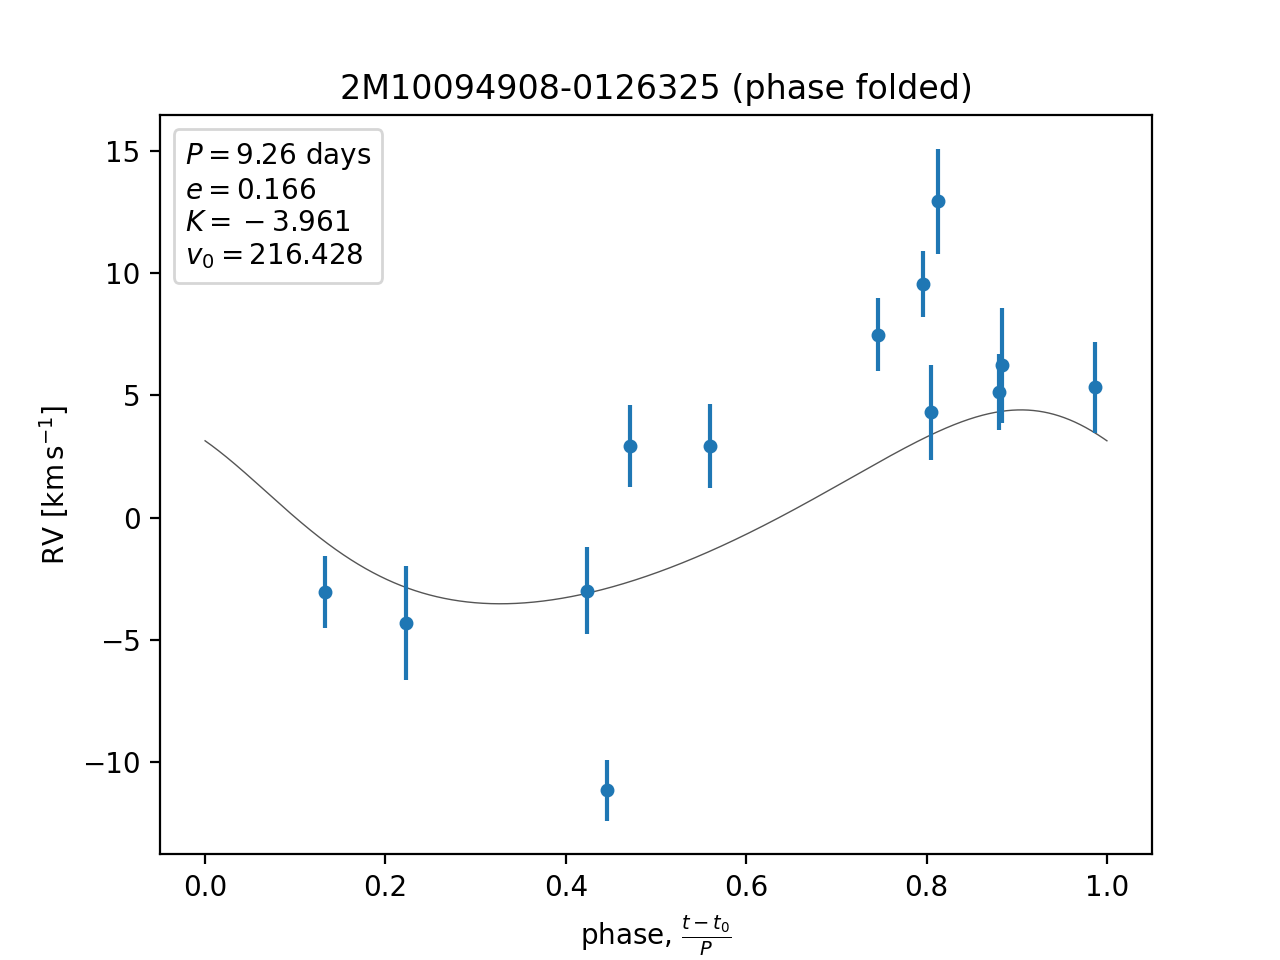 2M10094908-0126325 (phase folded)
P = 9.26 days
e = 0.166
K = −3.961
v₀ = 216.428
15
10
5
0
−5
−10
RV [km s⁻¹]
0.0 0.2 0.4 0.6 0.8 1.0
phase, (t − t₀)/P